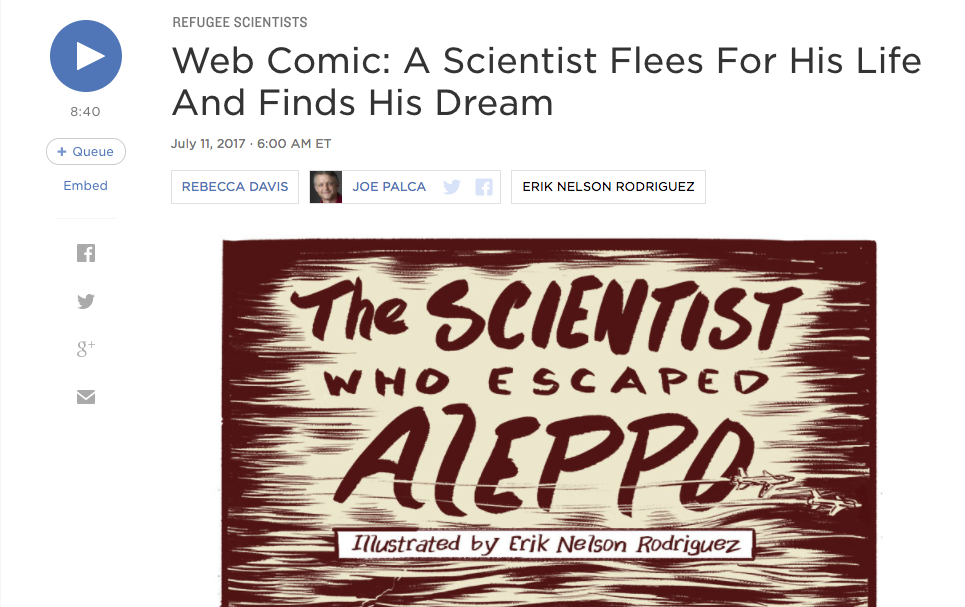 REFUGEE SCIENTISTS
Web Comic: A Scientist Flees For His Life
And Finds His Dream
8:40
July 11, 2017 · 6:00 AM ET
+ Queue
Embed
REBECCA DAVIS
JOE PALCA
ERIK NELSON RODRIGUEZ
g+
The SCIENTIST
WHO ESCAPED
AlEPPO
Illustrated by Erik Nelson Rodriguez